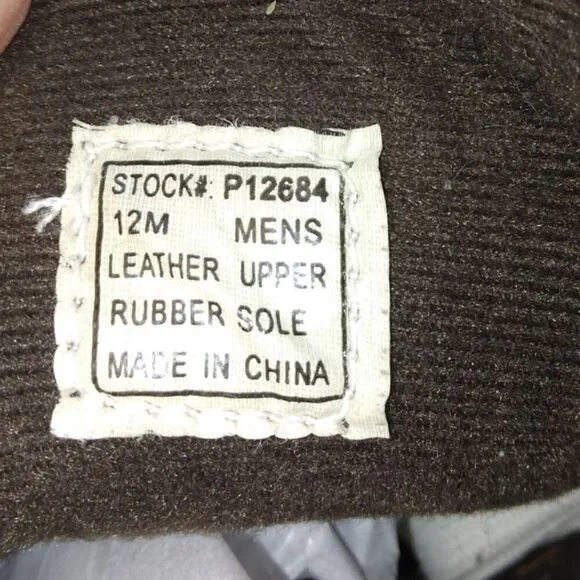 STOCK#: P12684
12M MENS
LEATHER UPPER
RUBBER SOLE
MADE IN CHINA